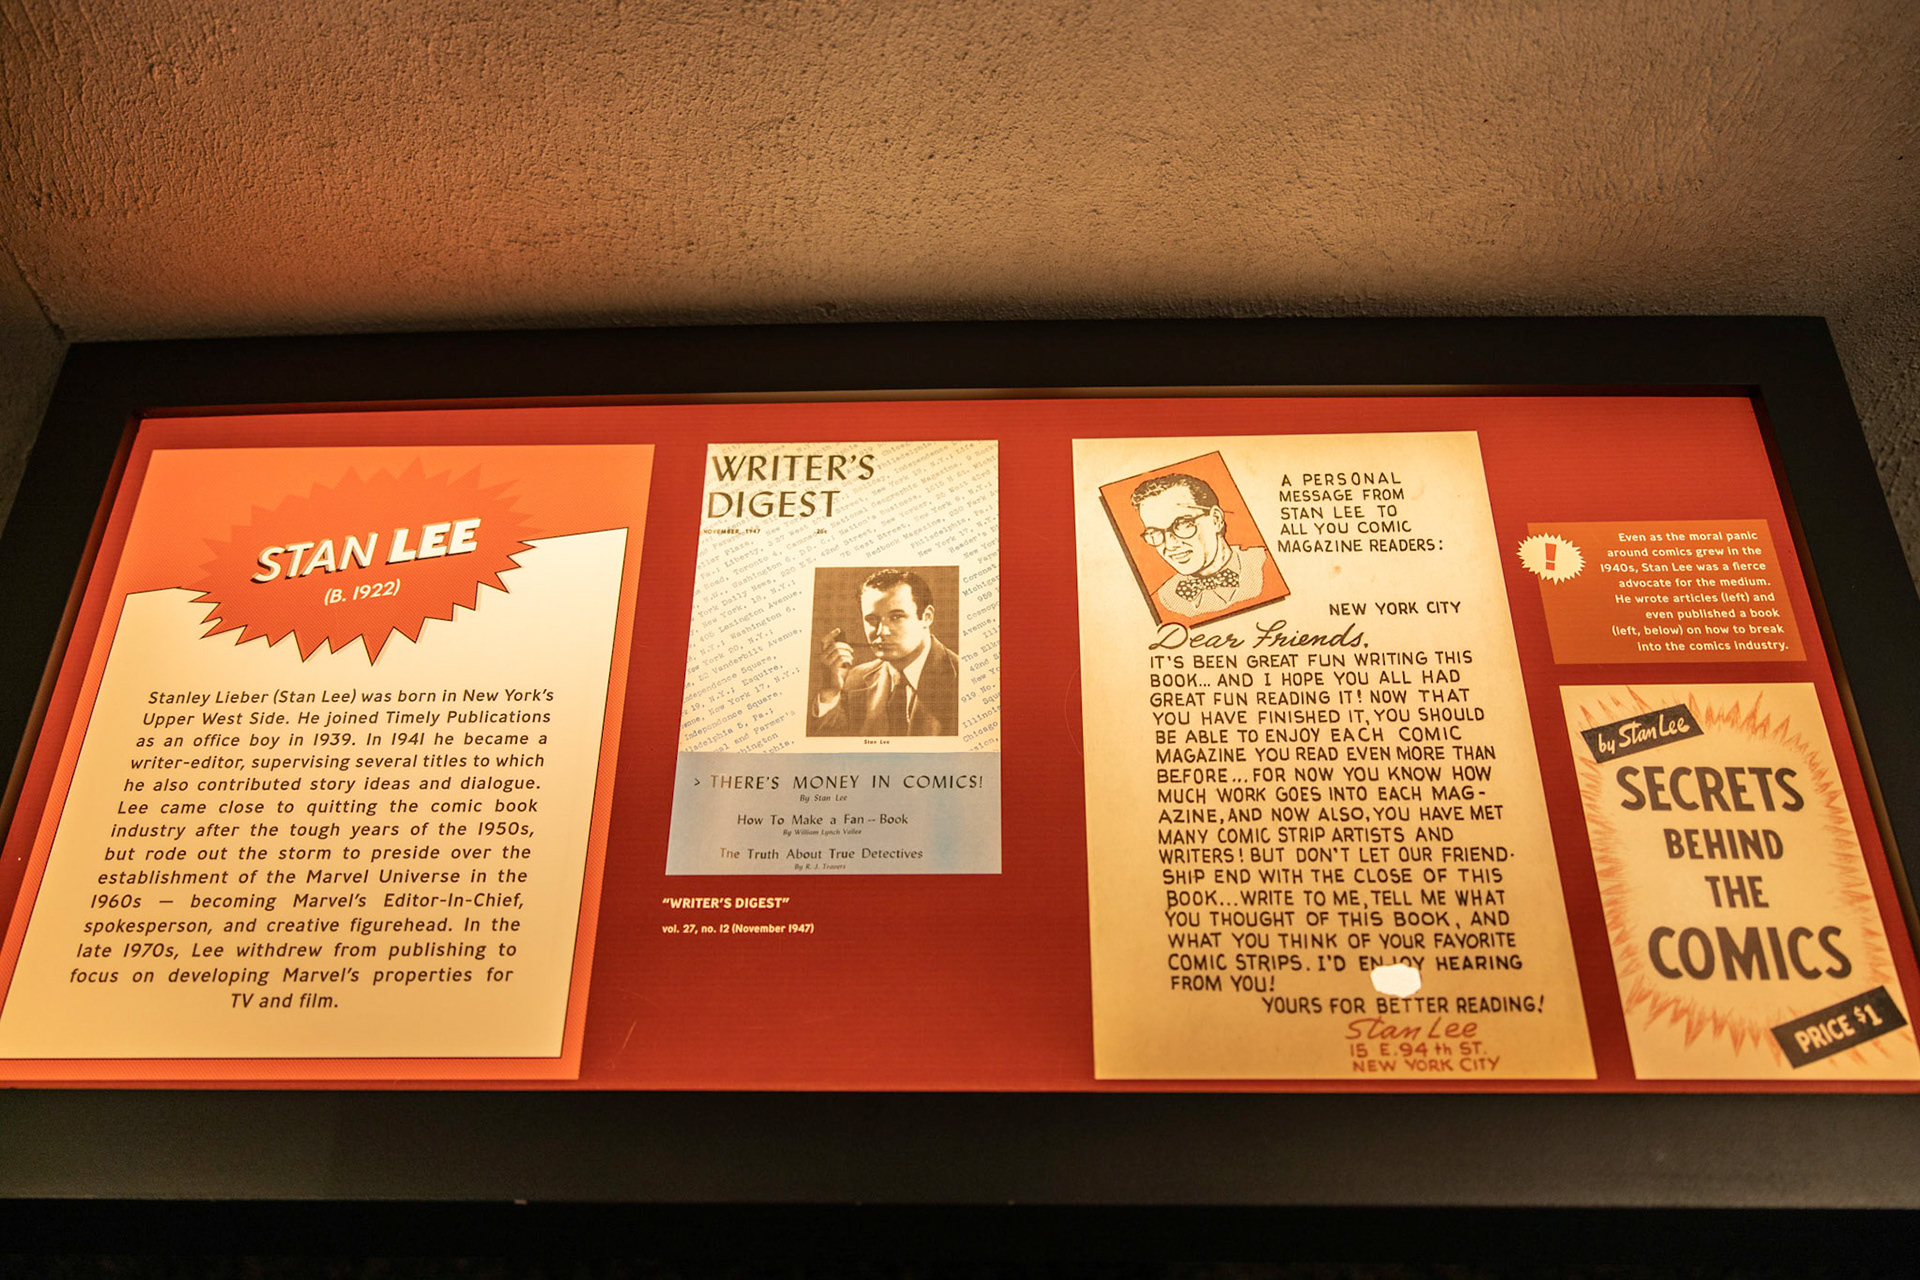 STAN LEE
(B. 1922)
Stanley Lieber (Stan Lee) was born in New York's
Upper West Side. He joined Timely Publications
as an office boy in 1939. In 1941 he became a
writer-editor, supervising several titles to which
he also contributed story ideas and dialogue.
Lee came close to quitting the comic book
industry after the tough years of the 1950s,
but rode out the storm to preside over the
establishment of the Marvel Universe in the
1960s — becoming Marvel's Editor-In-Chief,
spokesperson, and creative figurehead. In the
late 1970s, Lee withdrew from publishing to
focus on developing Marvel's properties for
TV and film.
WRITER'S
DIGEST
NOVEMBER, 1947 25c
Stan Lee
> THERE'S MONEY IN COMICS!
By Stan Lee
How To Make a Fan–Book
By William Lynch Vallee
The Truth About True Detectives
By R. J. Travers
"WRITER'S DIGEST"
vol. 27, no. 12 (November 1947)
A PERSONAL
MESSAGE FROM
STAN LEE TO
ALL YOU COMIC
MAGAZINE READERS:
NEW YORK CITY
Dear Friends,
IT'S BEEN GREAT FUN WRITING THIS
BOOK... AND I HOPE YOU ALL HAD
GREAT FUN READING IT! NOW THAT
YOU HAVE FINISHED IT, YOU SHOULD
BE ABLE TO ENJOY EACH COMIC
MAGAZINE YOU READ EVEN MORE THAN
BEFORE... FOR NOW YOU KNOW HOW
MUCH WORK GOES INTO EACH MAG-
AZINE, AND NOW ALSO, YOU HAVE MET
MANY COMIC STRIP ARTISTS AND
WRITERS! BUT DON'T LET OUR FRIEND-
SHIP END WITH THE CLOSE OF THIS
BOOK... WRITE TO ME, TELL ME WHAT
YOU THOUGHT OF THIS BOOK, AND
WHAT YOU THINK OF YOUR FAVORITE
COMIC STRIPS. I'D ENJOY HEARING
FROM YOU!
YOURS FOR BETTER READING!
Stan Lee
15 E. 94 th ST.
NEW YORK CITY
!
Even as the moral panic
around comics grew in the
1940s, Stan Lee was a fierce
advocate for the medium.
He wrote articles (left) and
even published a book
(left, below) on how to break
into the comics industry.
by Stan Lee
SECRETS
BEHIND
THE
COMICS
PRICE $1